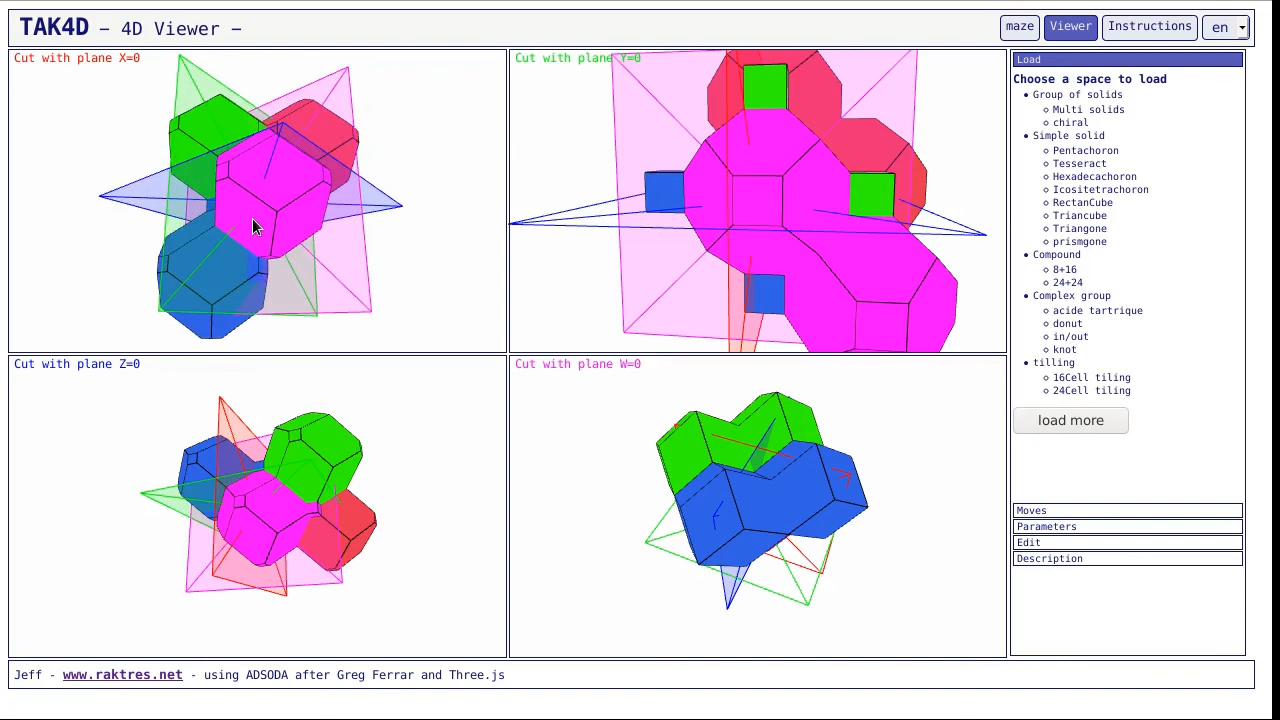 TAK4D – 4D Viewer –
maze Viewer Instructions en
Cut with plane X=0
Cut with plane Y=0
Cut with plane Z=0
Cut with plane W=0
Load
Choose a space to load
Group of solids
Multi solids
chiral
Simple solid
Pentachoron
Tesseract
Hexadecachoron
Icositetrachoron
RectanCube
Triancube
Triangone
prismgone
Compound
8+16
24+24
Complex group
acide tartrique
donut
in/out
knot
tilling
16Cell tiling
24Cell tiling
load more
Moves
Parameters
Edit
Description
Jeff - www.raktres.net - using ADSODA after Greg Ferrar and Three.js